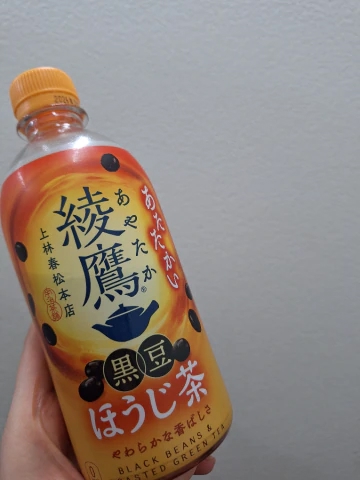 あたたかい
あやたか
綾鷹®
上林春松本店
黒豆
ほうじ茶
やわらかな香ばしさ
BLACK BEANS &
ROASTED GREEN TEA